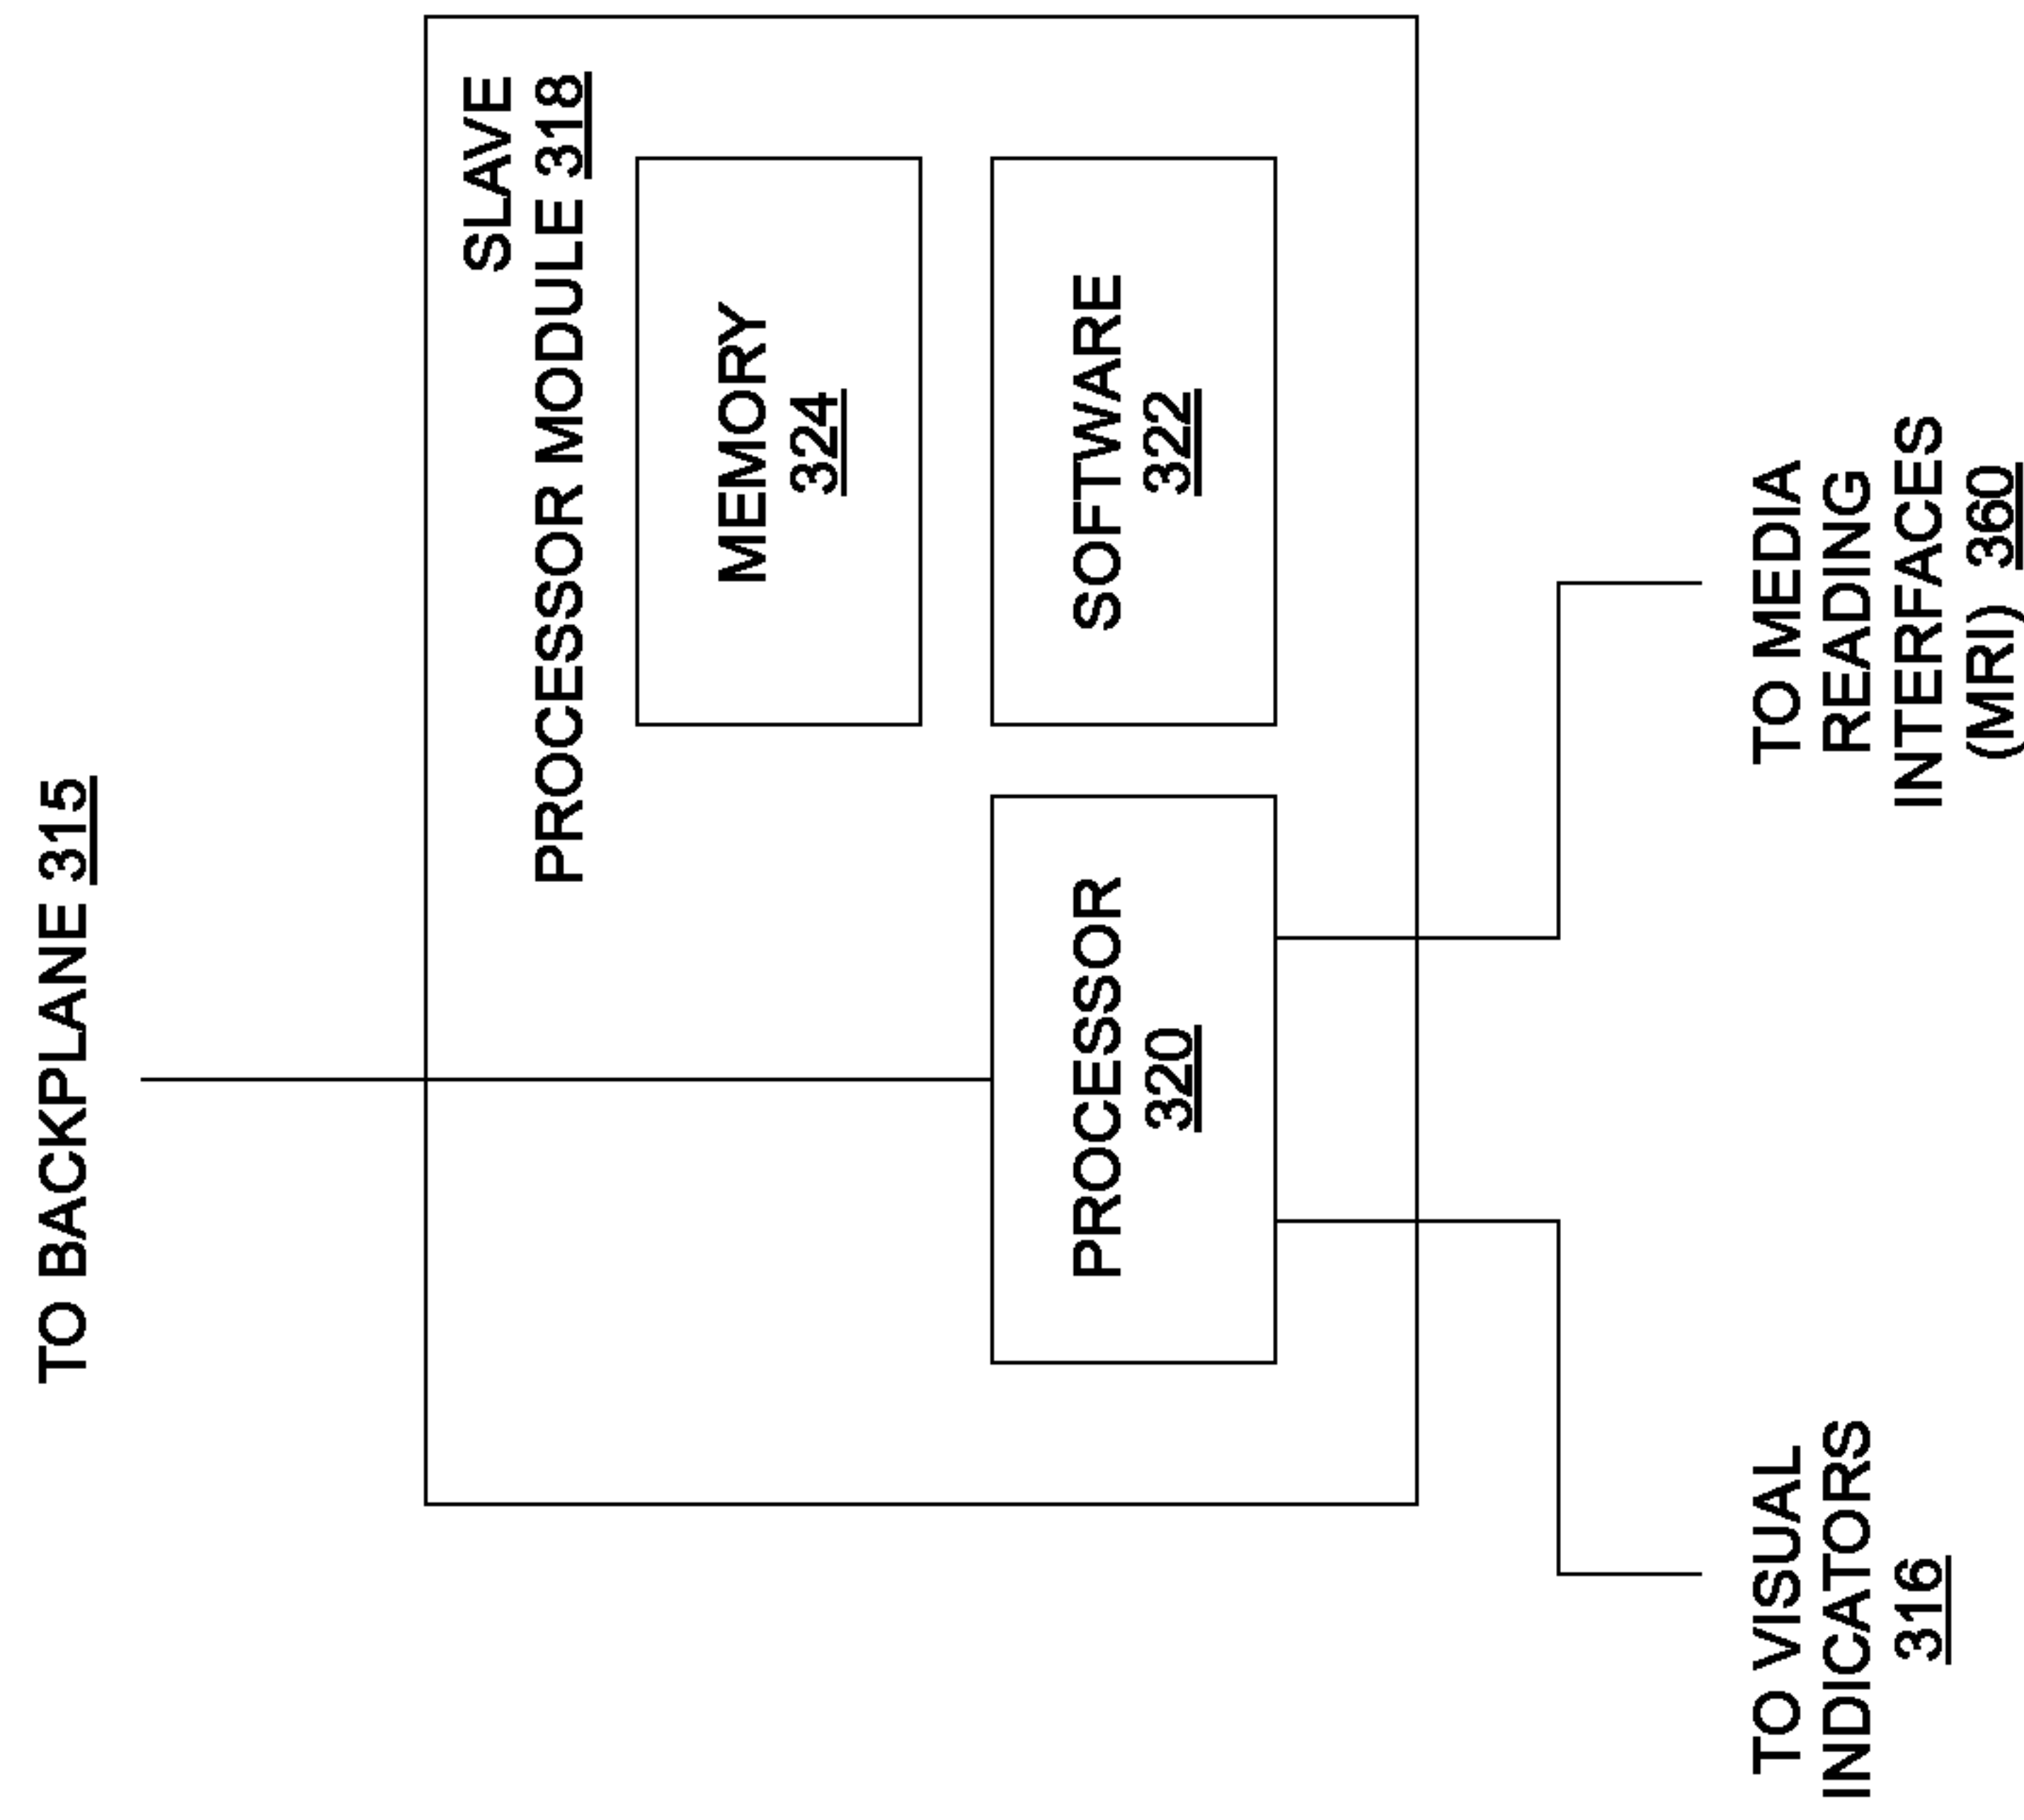 TO BACKPLANE 315
SLAVE
PROCESSOR MODULE 318
MEMORY
324
PROCESSOR
320
SOFTWARE
322
TO VISUAL
INDICATORS
316
TO MEDIA
READING
INTERFACES
(MRI) 360